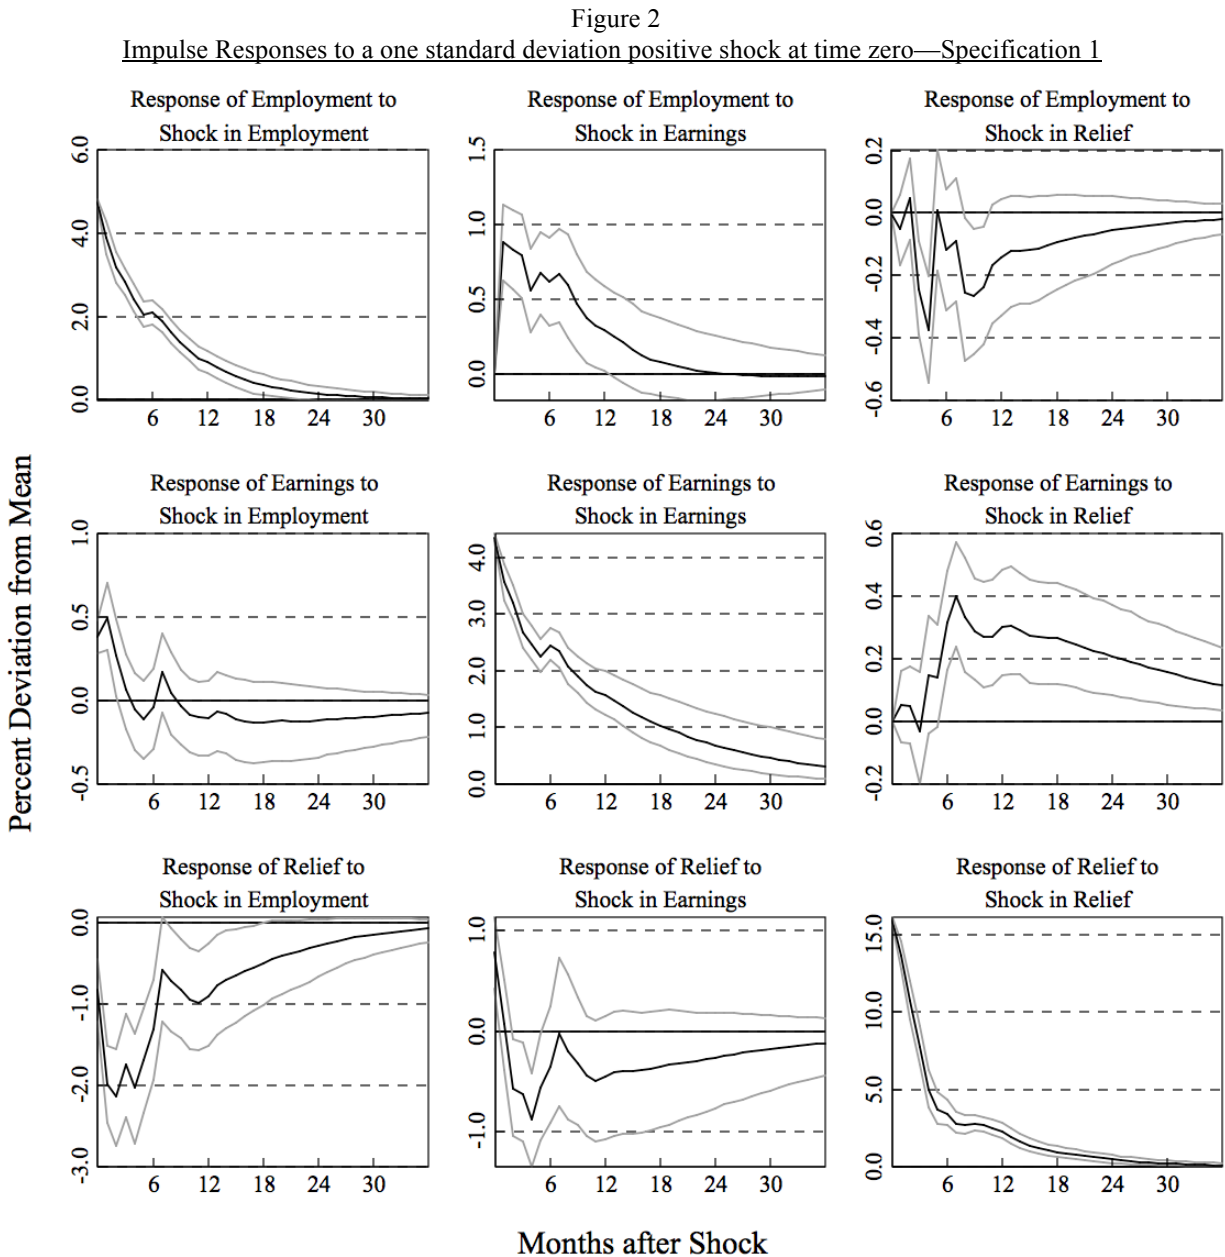 Figure 2
Impulse Responses to a one standard deviation positive shock at time zero—Specification 1
Response of Employment to
Shock in Employment
6.0
4.0
2.0
0.0
6 12 18 24 30
Response of Employment to
Shock in Earnings
1.5
1.0
0.5
0.0
6 12 18 24 30
Response of Employment to
Shock in Relief
0.2
0.0
-0.2
-0.4
-0.6
6 12 18 24 30
Percent Deviation from Mean
Response of Earnings to
Shock in Employment
1.0
0.5
0.0
-0.5
6 12 18 24 30
Response of Earnings to
Shock in Earnings
4.0
3.0
2.0
1.0
0.0
6 12 18 24 30
Response of Earnings to
Shock in Relief
0.6
0.4
0.2
0.0
-0.2
6 12 18 24 30
Response of Relief to
Shock in Employment
0.0
-1.0
-2.0
-3.0
6 12 18 24 30
Response of Relief to
Shock in Earnings
1.0
0.0
-1.0
6 12 18 24 30
Response of Relief to
Shock in Relief
15.0
10.0
5.0
0.0
6 12 18 24 30
Months after Shock